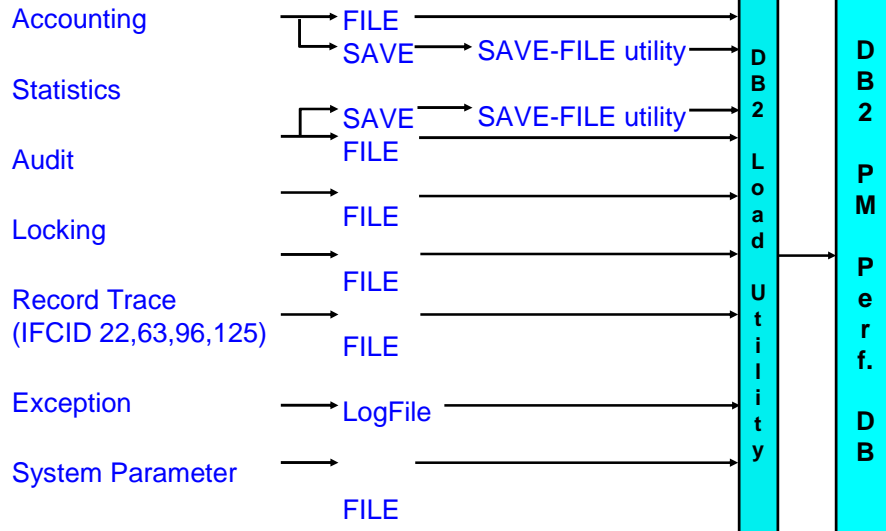 Accounting
FILE
SAVE
SAVE-FILE utility
Statistics
SAVE
SAVE-FILE utility
FILE
Audit
FILE
Locking
FILE
Record Trace
(IFCID 22,63,96,125)
FILE
Exception
LogFile
System Parameter
FILE
DB2 Load Utility
DB2 PM Perf. DB